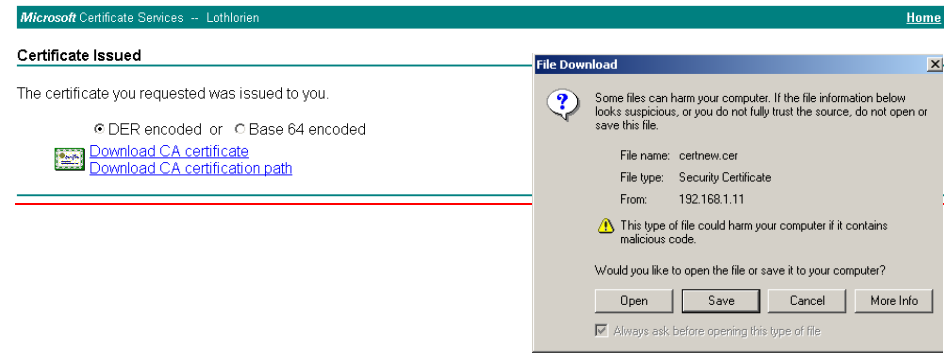 Microsoft Certificate Services -- Lothlorien
Home
Certificate Issued
The certificate you requested was issued to you.
DER encoded or Base 64 encoded
Download CA certificate
Download CA certification path
File Download
Some files can harm your computer. If the file information below
looks suspicious, or you do not fully trust the source, do not open or
save this file.
File name: certnew.cer
File type: Security Certificate
From: 192.168.1.11
This type of file could harm your computer if it contains
malicious code.
Would you like to open the file or save it to your computer?
Open Save Cancel More Info
Always ask before opening this type of file